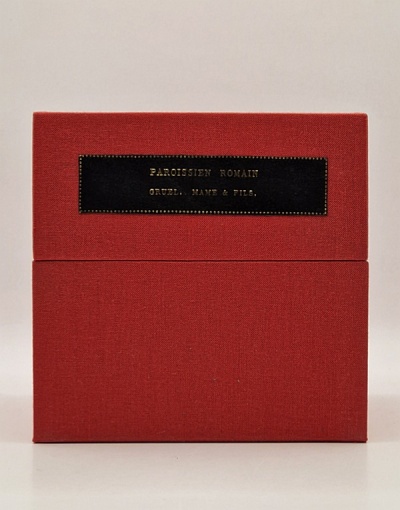 PAROISSIEN ROMAIN
GRUEL. MAME & FILS.